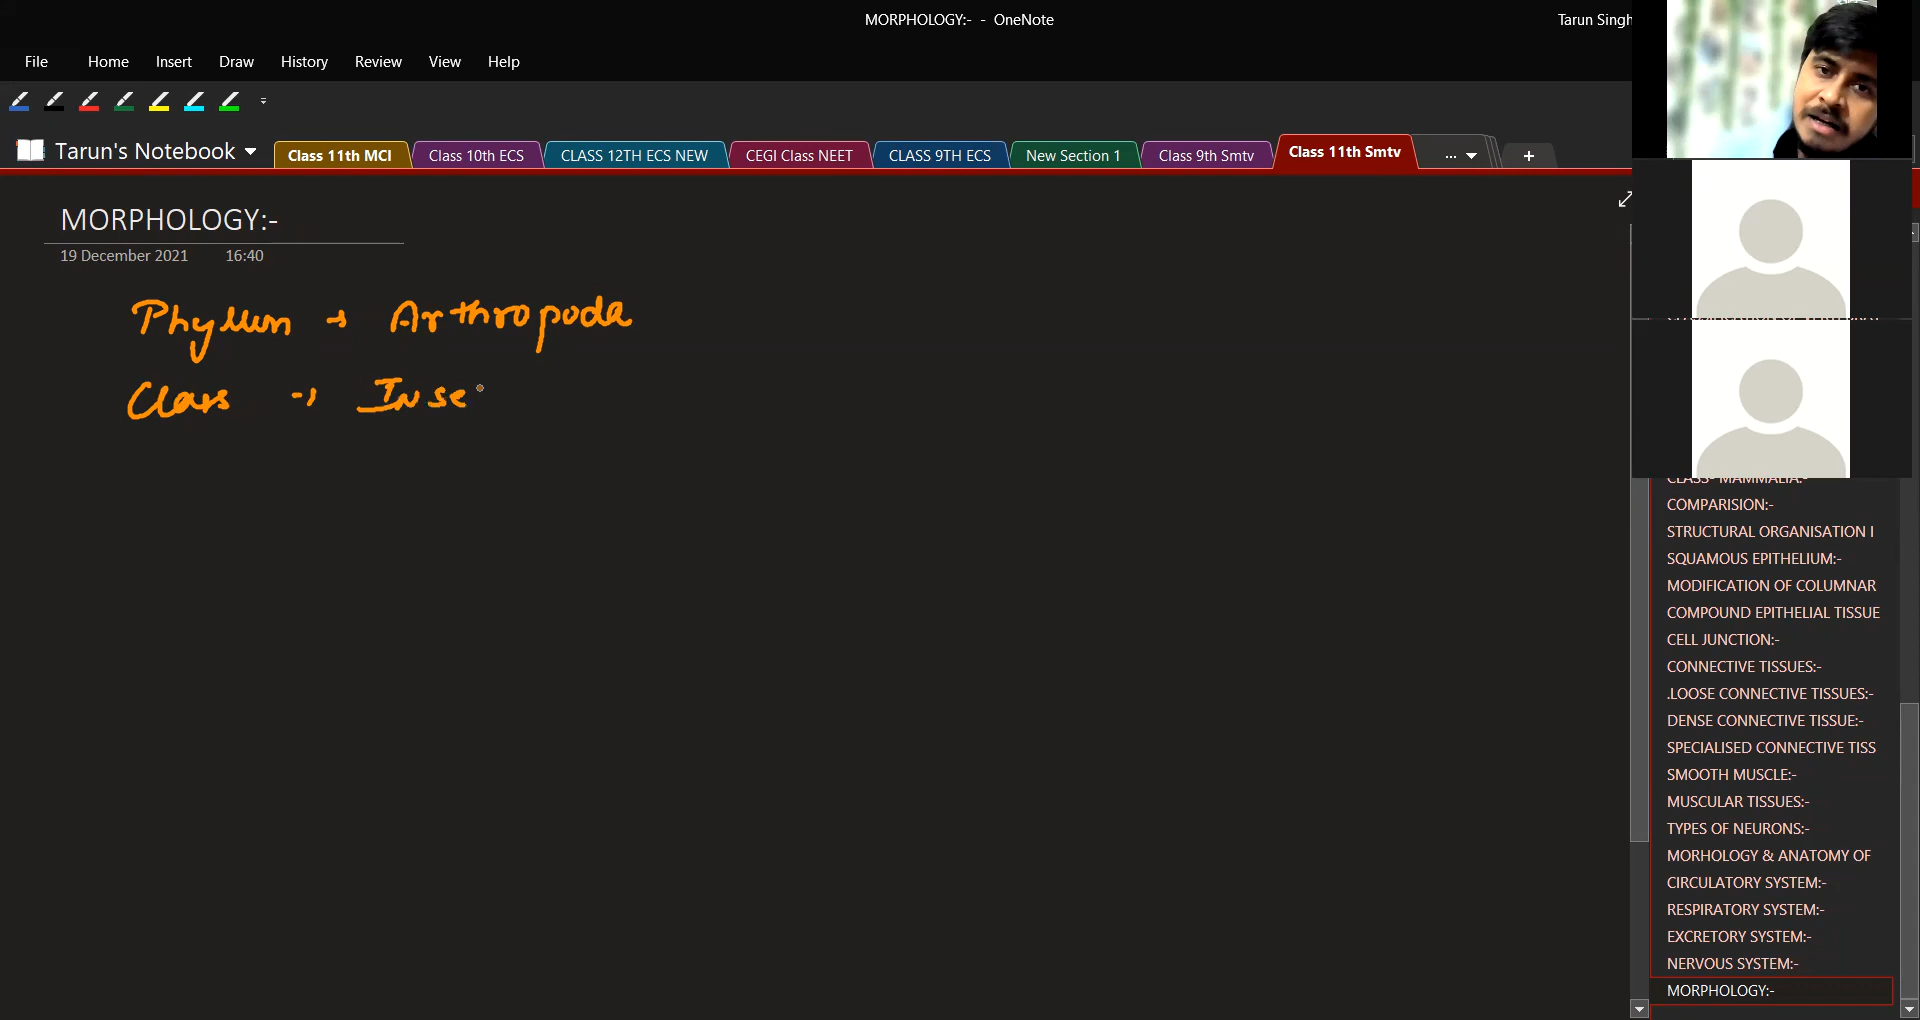 MORPHOLOGY:- - OneNote
Tarun Singh
File Home Insert Draw History Review View Help
Tarun's Notebook
Class 11th MCI
Class 10th ECS
CLASS 12TH ECS NEW
CEGI Class NEET
CLASS 9TH ECS
New Section 1
Class 9th Smtv
Class 11th Smtv
...
MORPHOLOGY:-
19 December 2021 16:40
Phyllum → Arthropoda
Class → Inse
CLASS- MAMMALIA:-
COMPARISION:-
STRUCTURAL ORGANISATION I
SQUAMOUS EPITHELIUM:-
MODIFICATION OF COLUMNAR
COMPOUND EPITHELIAL TISSUE
CELL JUNCTION:-
CONNECTIVE TISSUES:-
.LOOSE CONNECTIVE TISSUES:-
DENSE CONNECTIVE TISSUE:-
SPECIALISED CONNECTIVE TISS
SMOOTH MUSCLE:-
MUSCULAR TISSUES:-
TYPES OF NEURONS:-
MORHOLOGY & ANATOMY OF
CIRCULATORY SYSTEM:-
RESPIRATORY SYSTEM:-
EXCRETORY SYSTEM:-
NERVOUS SYSTEM:-
MORPHOLOGY:-